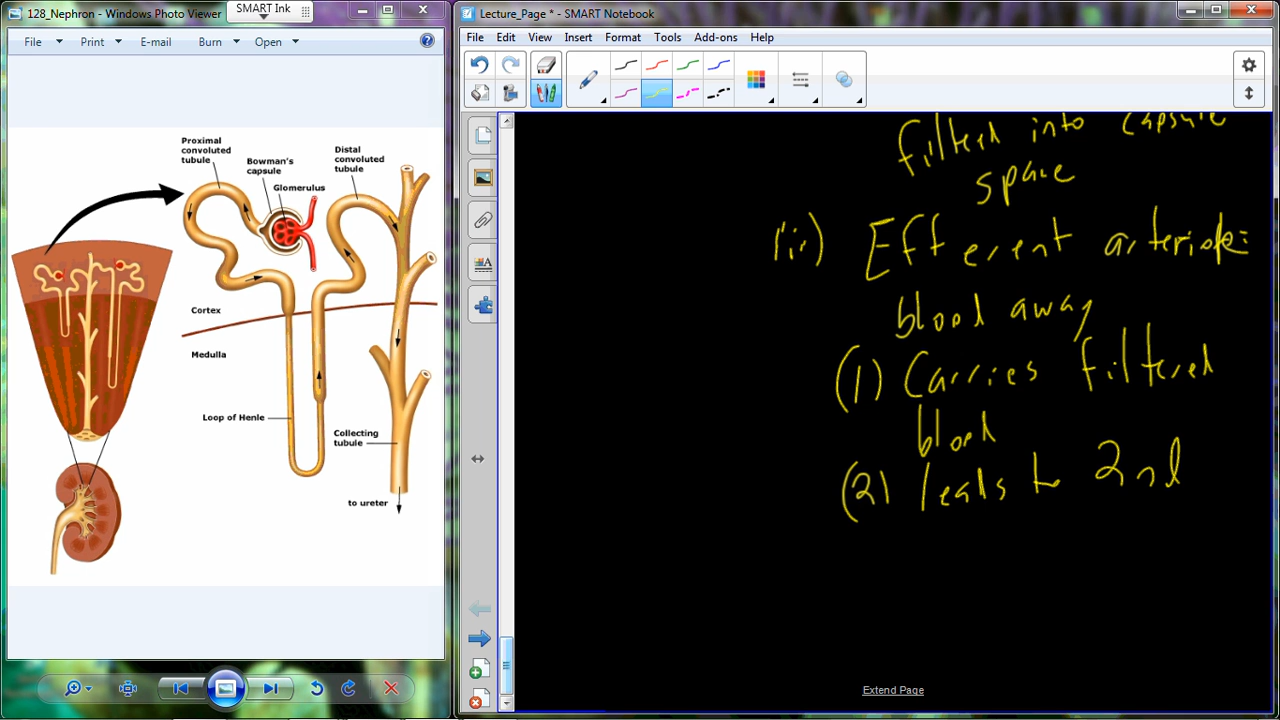 128_Nephron - Windows Photo Viewer
SMART Ink
File Print E-mail Burn Open
Proximal
convoluted
tubule
Bowman's
capsule
Glomerulus
Distal
convoluted
tubule
Cortex
Medulla
Loop of Henle
Collecting
tubule
to ureter
Lecture_Page * - SMART Notebook
File Edit View Insert Format Tools Add-ons Help
filtered into capsule
space
iii) Efferent arteriole:
blood away
(1) Carries filtered
blood
(2) leads to 2nd
Extend Page